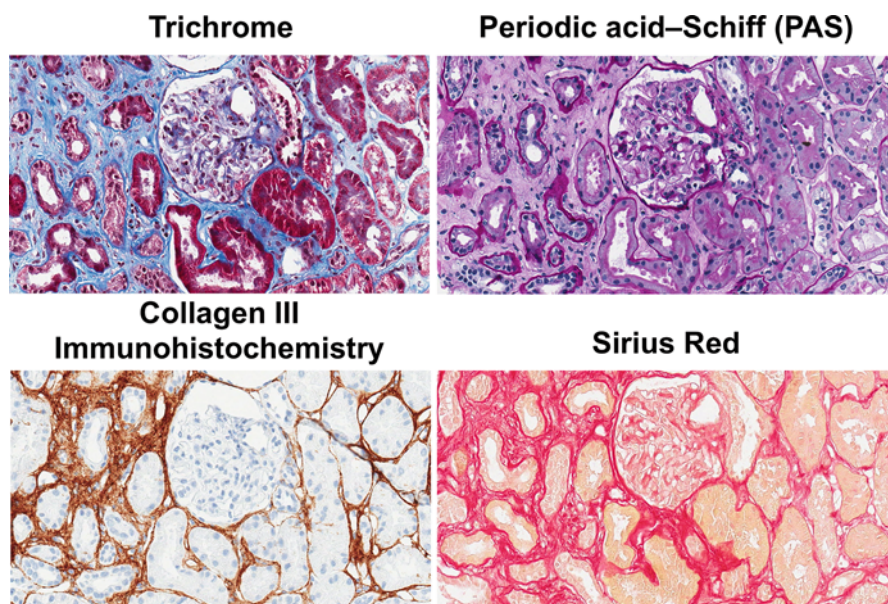 Trichrome
Periodic acid–Schiff (PAS)
Collagen III
Immunohistochemistry
Sirius Red